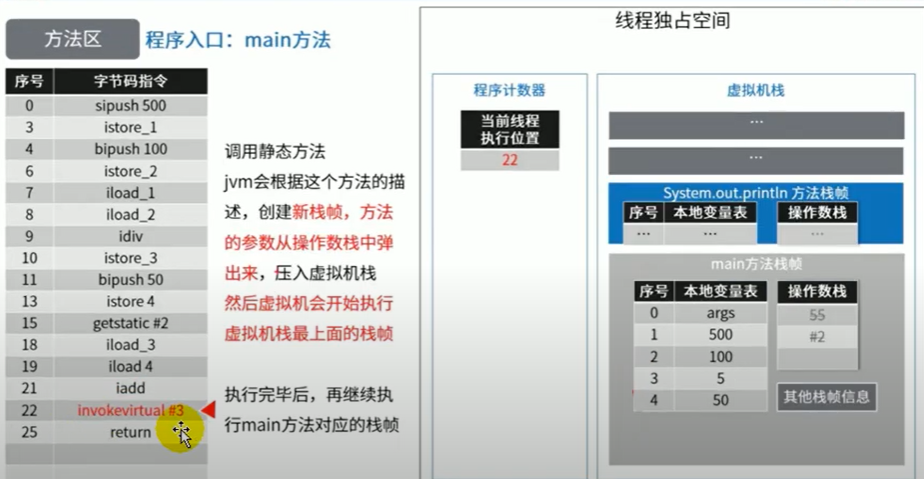 线程独占空间
方法区 程序入口：main方法
序号 字节码指令
0 sipush 500
3 istore_1
4 bipush 100
6 istore_2
7 iload_1
8 iload_2
9 idiv
10 istore_3
11 bipush 50
13 istore 4
15 getstatic #2
18 iload_3
19 iload 4
21 iadd
22 invokevirtual #3
25 return
调用静态方法
jvm会根据这个方法的描
述，创建新栈帧，方法
的参数从操作数栈中弹
出来，压入虚拟机栈
然后虚拟机会开始执行
虚拟机栈最上面的栈帧
执行完毕后，再继续执
行main方法对应的栈帧
程序计数器
当前线程
执行位置
22
虚拟机栈
...
...
System.out.println 方法栈帧
序号 本地变量表 操作数栈
... ... ...
main方法栈帧
序号 本地变量表 操作数栈
0 args 55
1 500 #2
2 100
3 5
4 50
其他栈帧信息